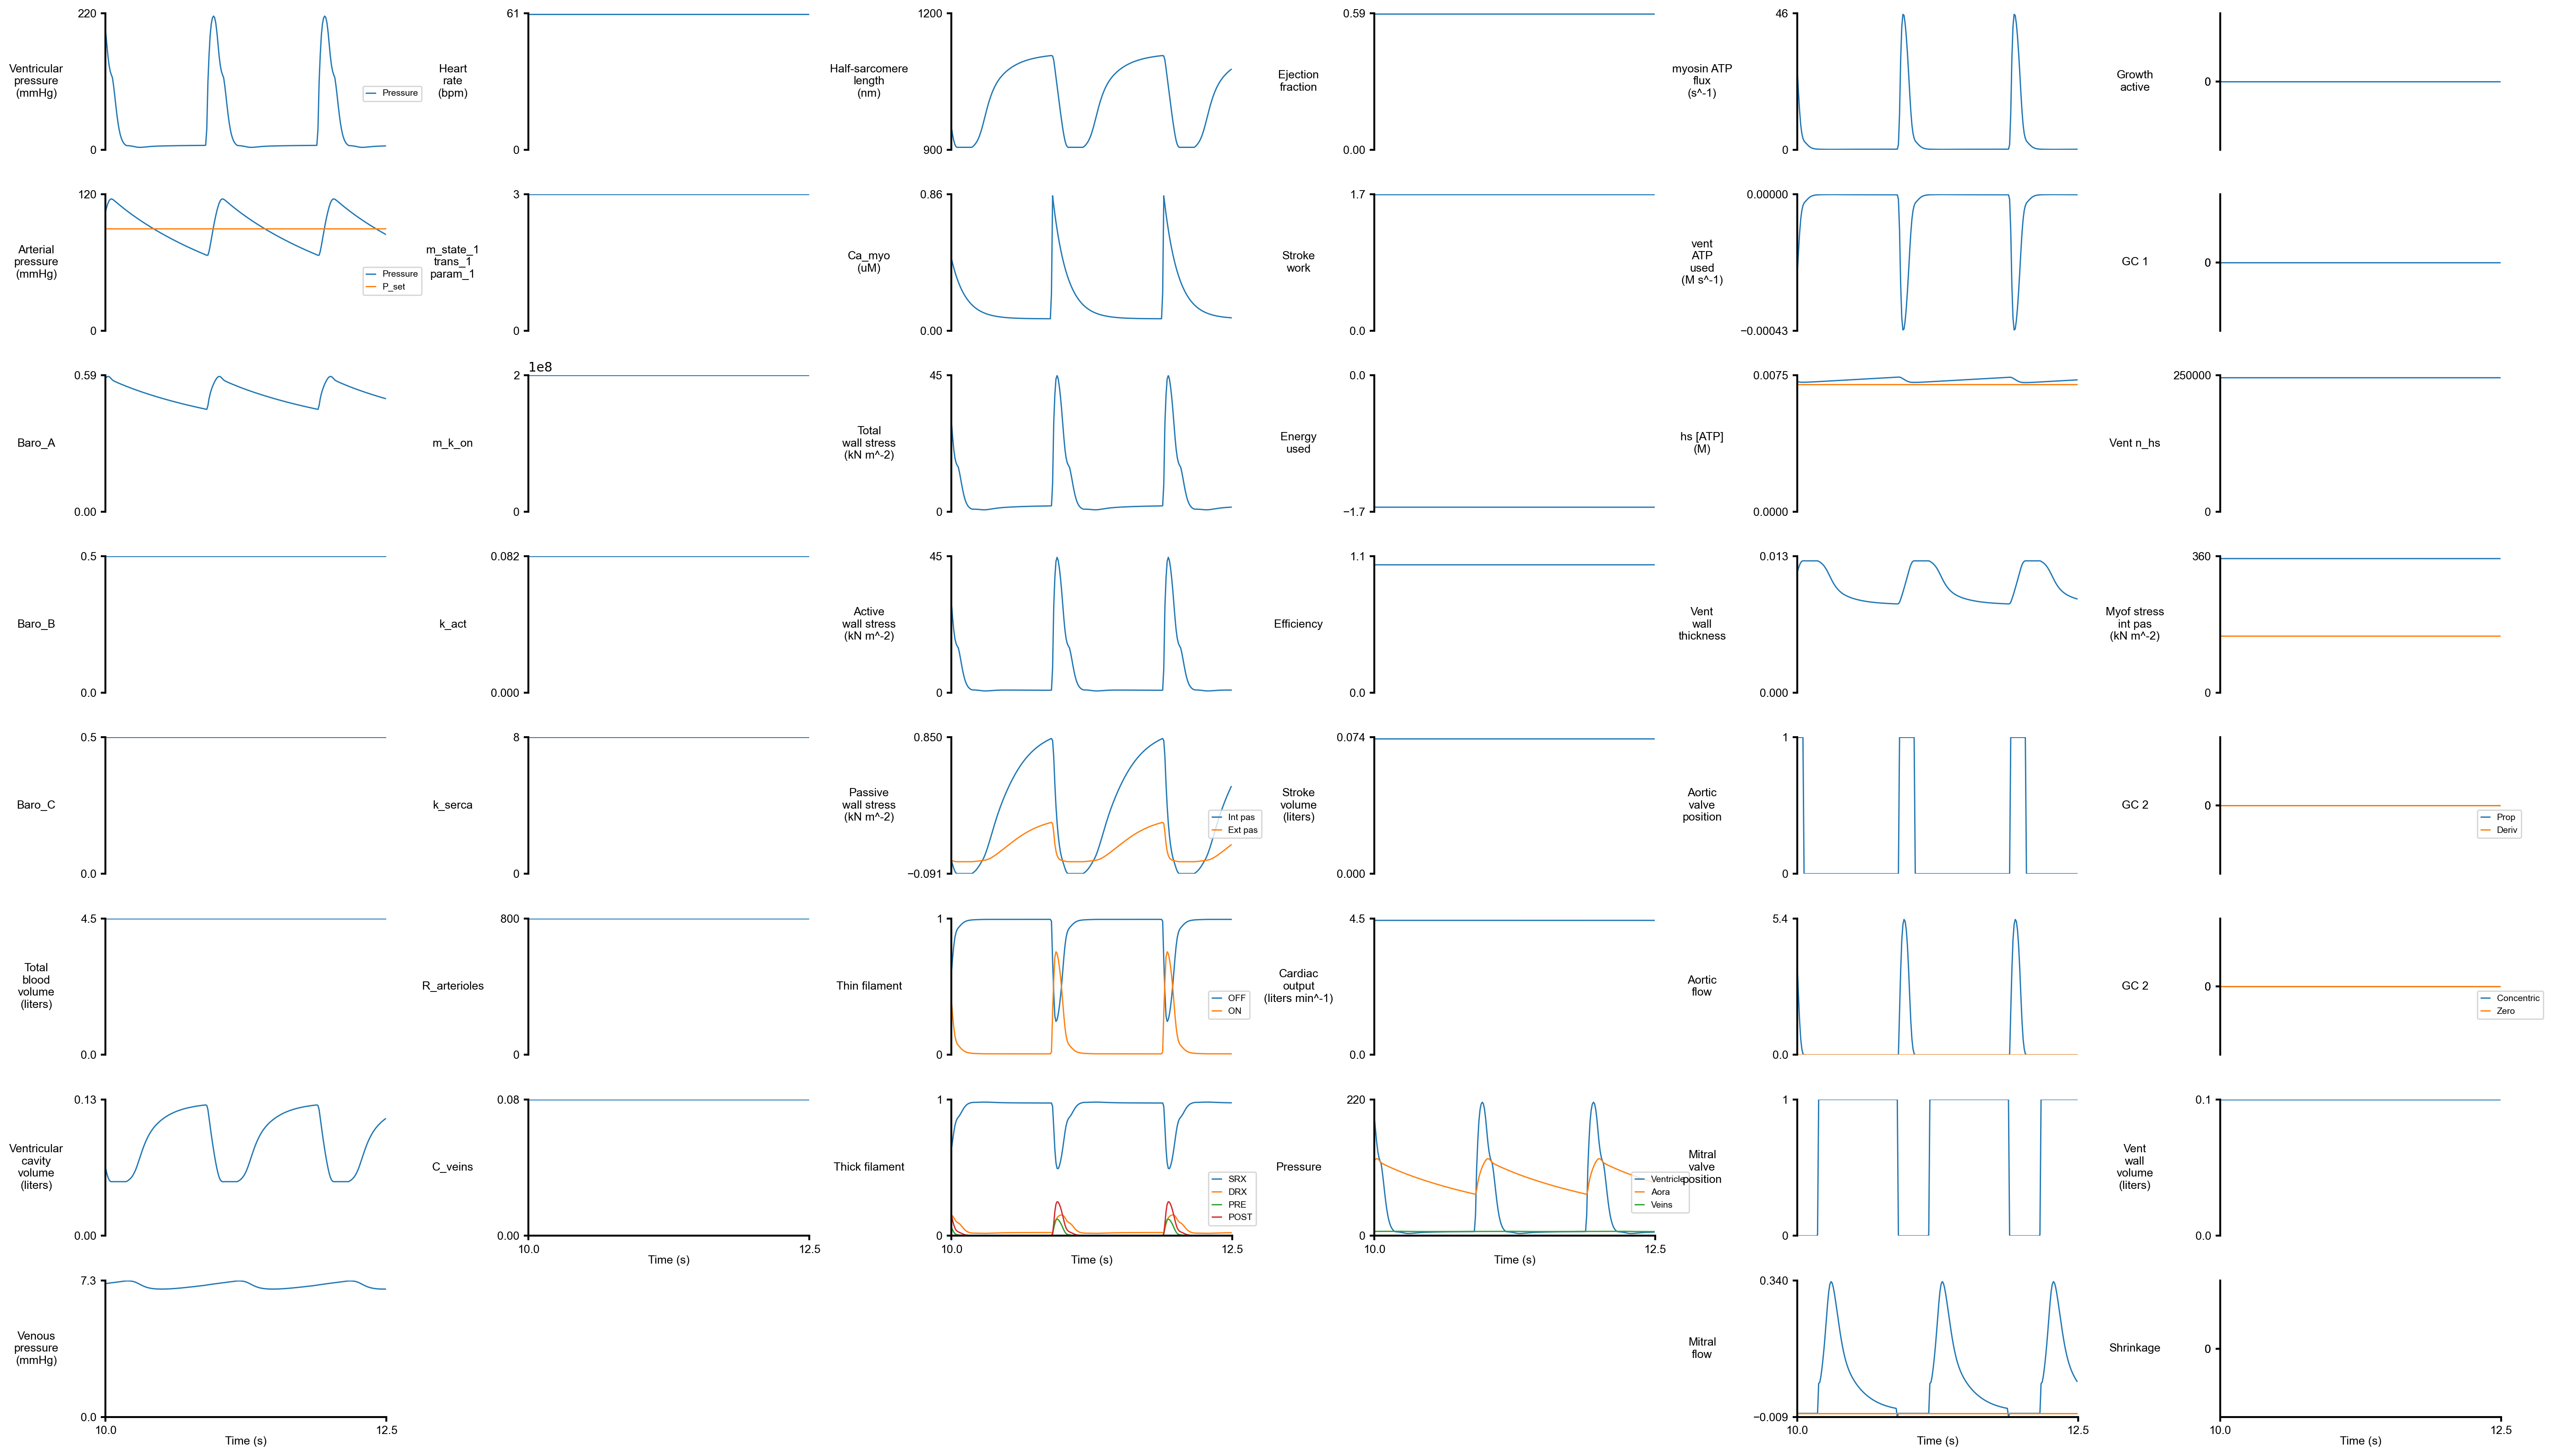 220
Ventricular
pressure
(mmHg)
0
Pressure
61
Heart
rate
(bpm)
0
1200
Half-sarcomere
length
(nm)
900
0.59
Ejection
fraction
0.00
46
myosin ATP
flux
(s^-1)
0
Growth
active
0
120
Arterial
pressure
(mmHg)
0
Pressure
P_set
3
m_state_1
trans_1
param_1
0
0.86
Ca_myo
(uM)
0.00
1.7
Stroke
work
0.0
0.00000
vent
ATP
used
(M s^-1)
−0.00043
GC 1
0
0.59
Baro_A
0.00
1e8
2
m_k_on
0
45
Total
wall stress
(kN m^-2)
0
0.0
Energy
used
−1.7
0.0075
hs [ATP]
(M)
0.0000
250000
Vent n_hs
0
0.5
Baro_B
0.0
0.082
k_act
0.000
45
Active
wall stress
(kN m^-2)
0
1.1
Efficiency
0.0
0.013
Vent
wall
thickness
0.000
360
Myof stress
int pas
(kN m^-2)
0
0.5
Baro_C
0.0
8
k_serca
0
0.850
Passive
wall stress
(kN m^-2)
−0.091
Int pas
Ext pas
0.074
Stroke
volume
(liters)
0.000
1
Aortic
valve
position
0
GC 2
0
Prop
Deriv
4.5
Total
blood
volume
(liters)
0.0
800
R_arterioles
0
1
Thin filament
1
OFF
ON
4.5
Cardiac
output
(liters min^-1)
0.0
5.4
Aortic
flow
0.0
GC 2
0
Concentric
Zero
0.13
Ventricular
cavity
volume
(liters)
0.00
0.08
C_veins
0.00
10.0
12.5
Time (s)
1
Thick filament
0
SRX
DRX
PRE
POST
10.0
12.5
Time (s)
220
Pressure
0
Ventricle
Aora
Veins
10.0
12.5
Time (s)
1
Mitral
valve
position
0
0.1
Vent
wall
volume
(liters)
0.0
7.3
Venous
pressure
(mmHg)
0.0
10.0
12.5
Time (s)
0.340
Mitral
flow
−0.009
10.0
12.5
Time (s)
Shrinkage
0
10.0
12.5
Time (s)